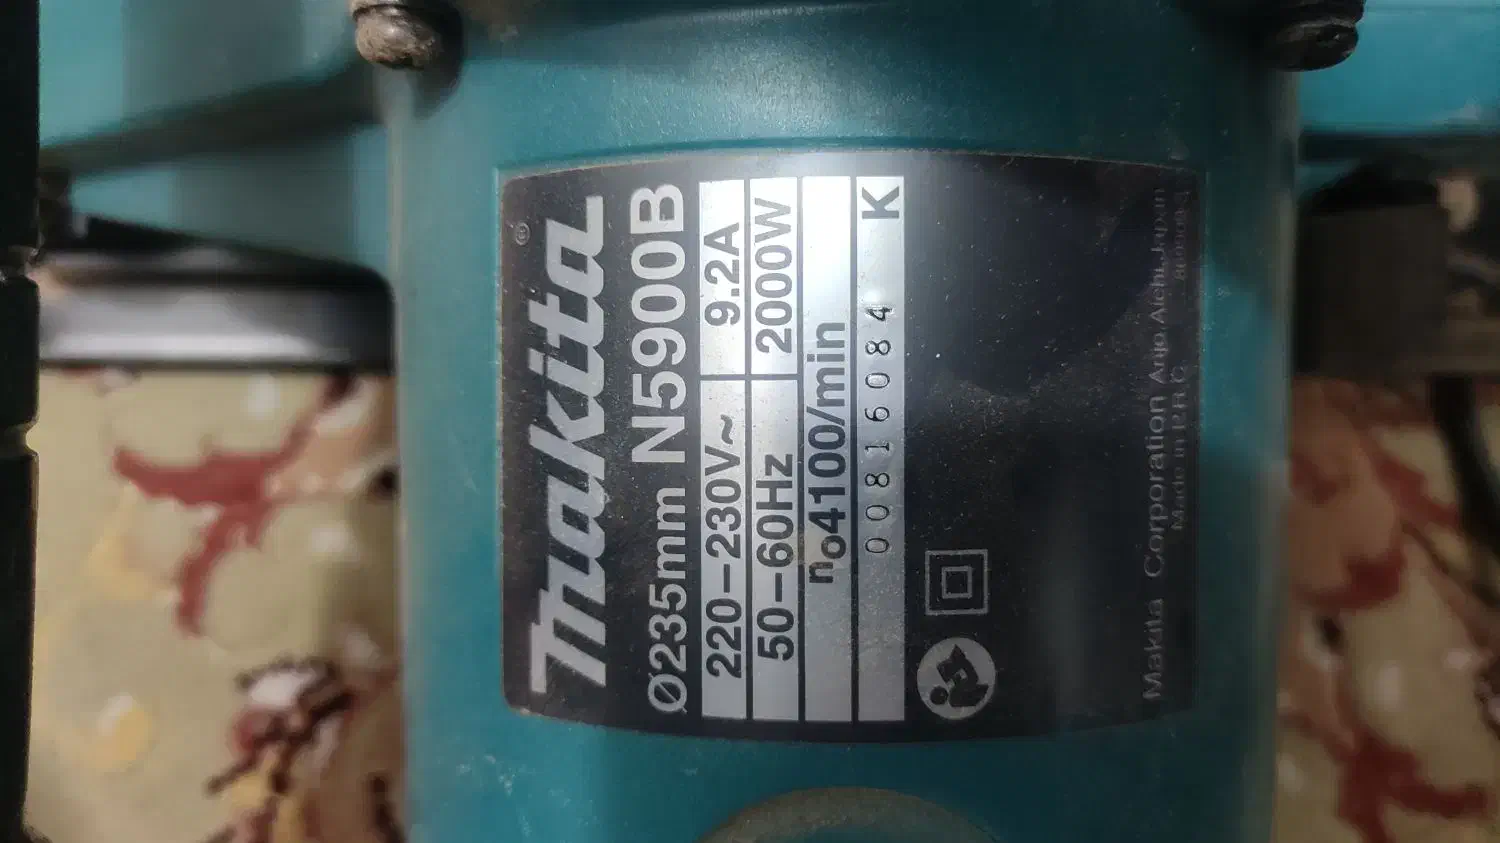 makita
®
Ø235mm N5900B
220–230V~ 9.2A
50–60Hz 2000W
no4100/min
00816084 K
Makita Corporation Anjo, Aichi, Japan
Made in P.R.C.